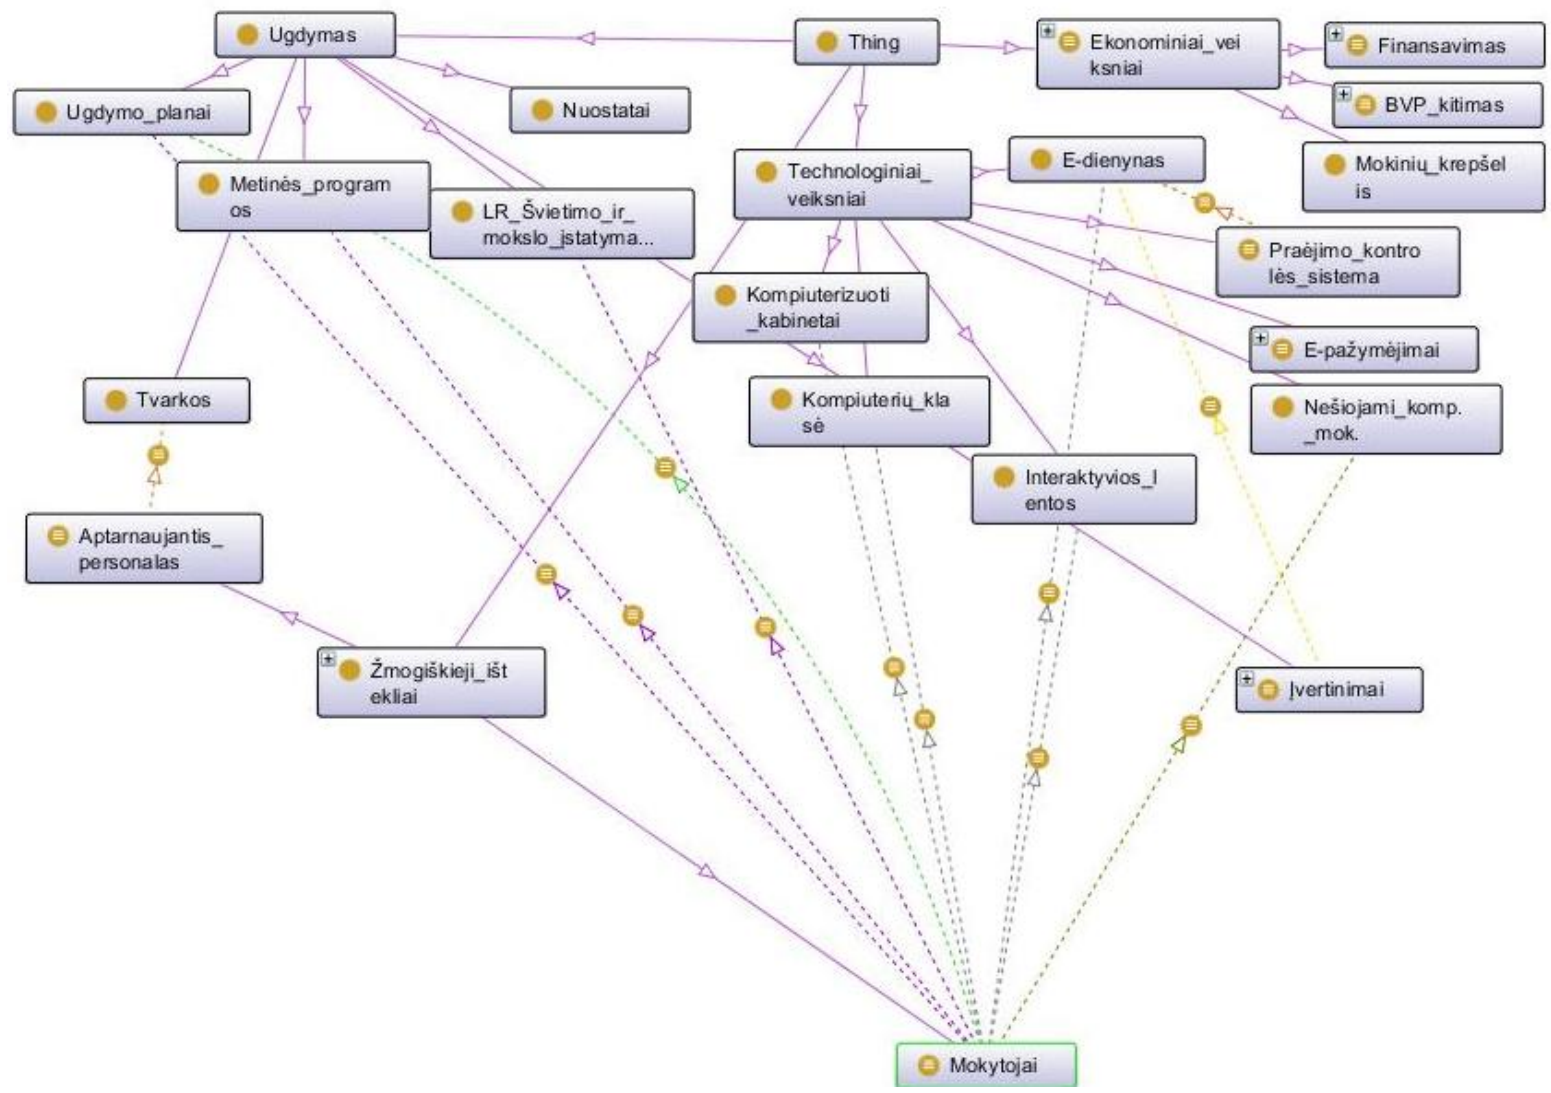 Ugdymas
Thing
Ekonominiai_vei
ksniai
Finansavimas
Ugdymo_planai
Nuostatai
BVP_kitimas
Technologiniai_
veiksniai
E-dienynas
Mokinių_krepšel
is
Metinės_program
os
LR_Švietimo_ir_
mokslo_įstatyma...
Praėjimo_kontro
lės_sistema
Kompiuterizuoti
_kabinetai
E-pažymėjimai
Tvarkos
Kompiuterių_kla
sė
Nešiojami_komp.
_mok.
Interaktyvios_l
entos
Aptarnaujantis_
personalas
Žmogiškieji_išt
ekliai
Įvertinimai
Mokytojai